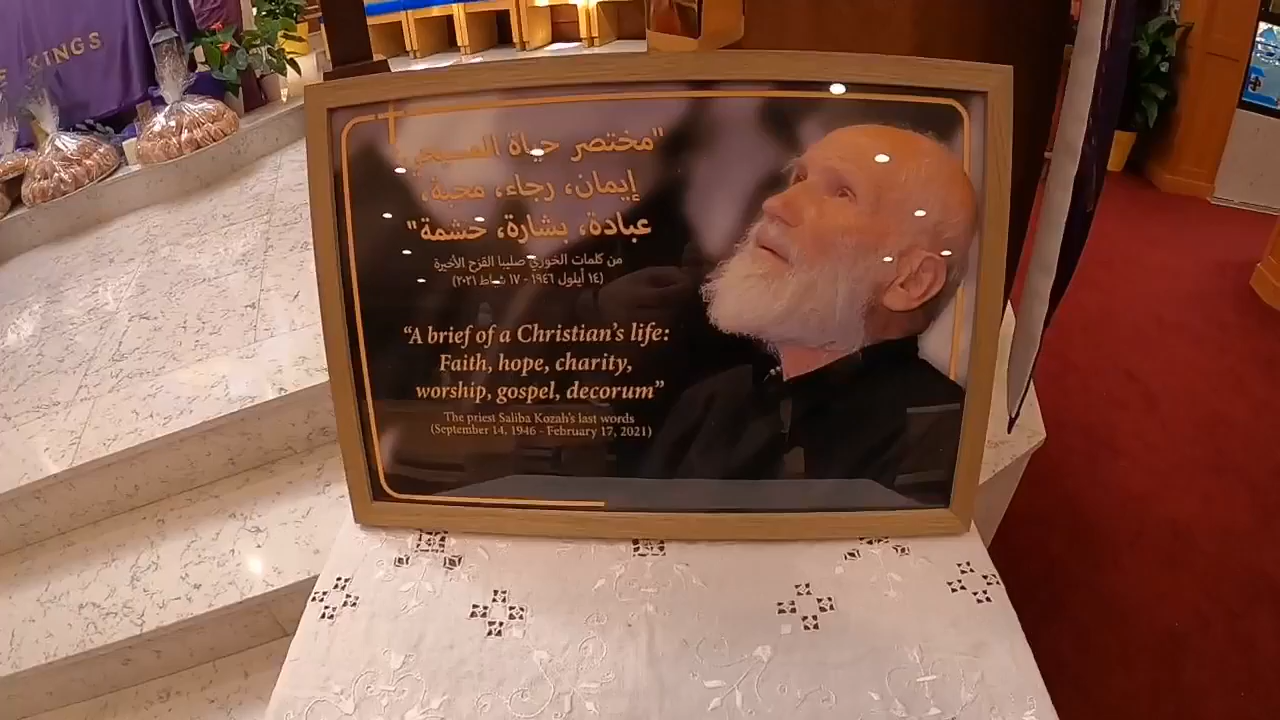 KINGS
"مختصر حياة المسيحي:
إيمان، رجاء، محبة،
عبادة، بشارة، حشمة"
من كلمات الخوري صليبا القزح الأخيرة
(١٤ أيلول ١٩٤٦ - ١٧ شباط ٢٠٢١)
“A brief of a Christian’s life:
Faith, hope, charity,
worship, gospel, decorum”
The priest Saliba Kozah's last words
(September 14, 1946 - February 17, 2021)